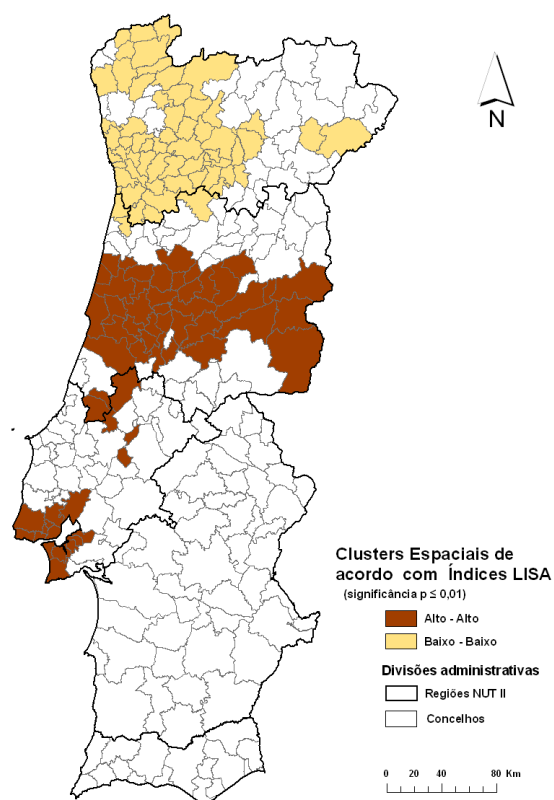 N
Clusters Espaciais de
acordo com Índices LISA
(significância p ≤ 0,01)
Alto - Alto
Baixo - Baixo
Divisões administrativas
Regiões NUT II
Concelhos
0 20 40 80 Km